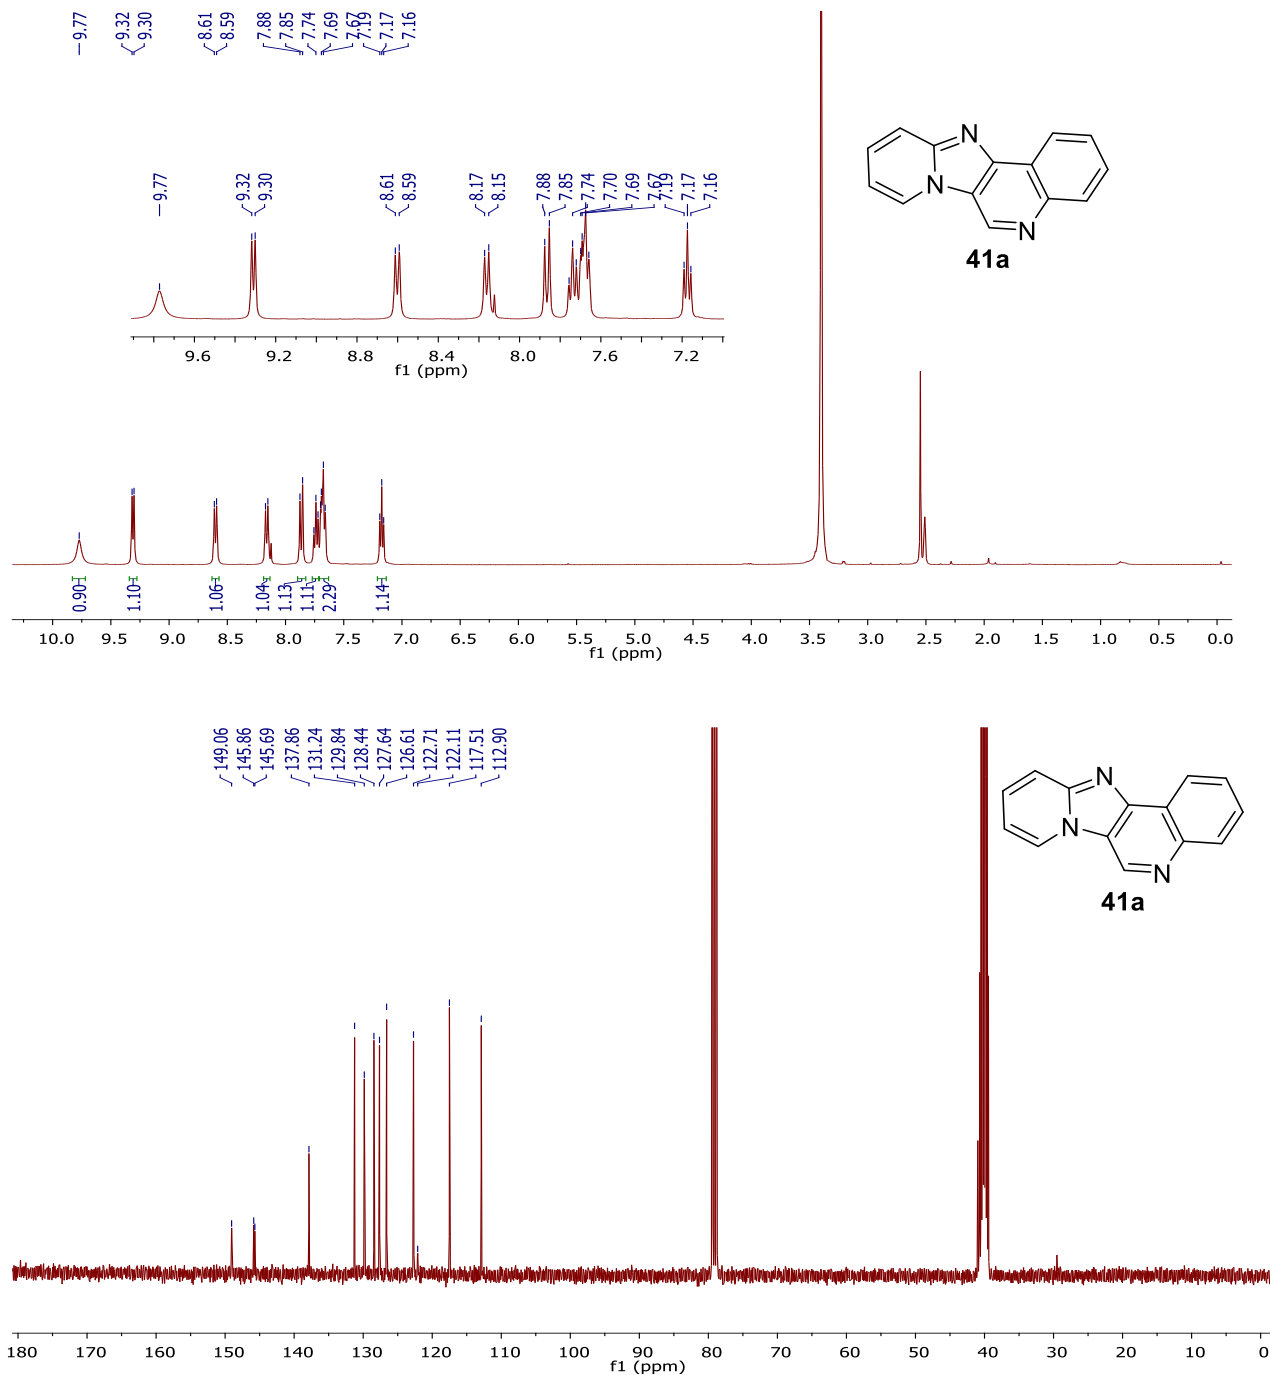 9.77 9.32 9.30 8.61 8.59 7.88 7.85 7.74 7.69 7.67 7.19 7.17 7.16
9.77 9.32 9.30 8.61 8.59 8.17 8.15 7.88 7.85 7.74 7.70 7.69 7.67 7.19 7.17 7.16
9.6 9.2 8.8 8.4 8.0 7.6 7.2
f1 (ppm)
N
N
N
41a
0.90 1.10 1.06 1.04 1.13 1.11 2.29 1.14
10.0 9.5 9.0 8.5 8.0 7.5 7.0 6.5 6.0 5.5 5.0 4.5 4.0 3.5 3.0 2.5 2.0 1.5 1.0 0.5 0.0
f1 (ppm)
149.06 145.86 145.69 137.86 131.24 129.84 128.44 127.64 126.61 122.71 122.11 117.51 112.90
N
N
N
41a
180 170 160 150 140 130 120 110 100 90 80 70 60 50 40 30 20 10 0
f1 (ppm)